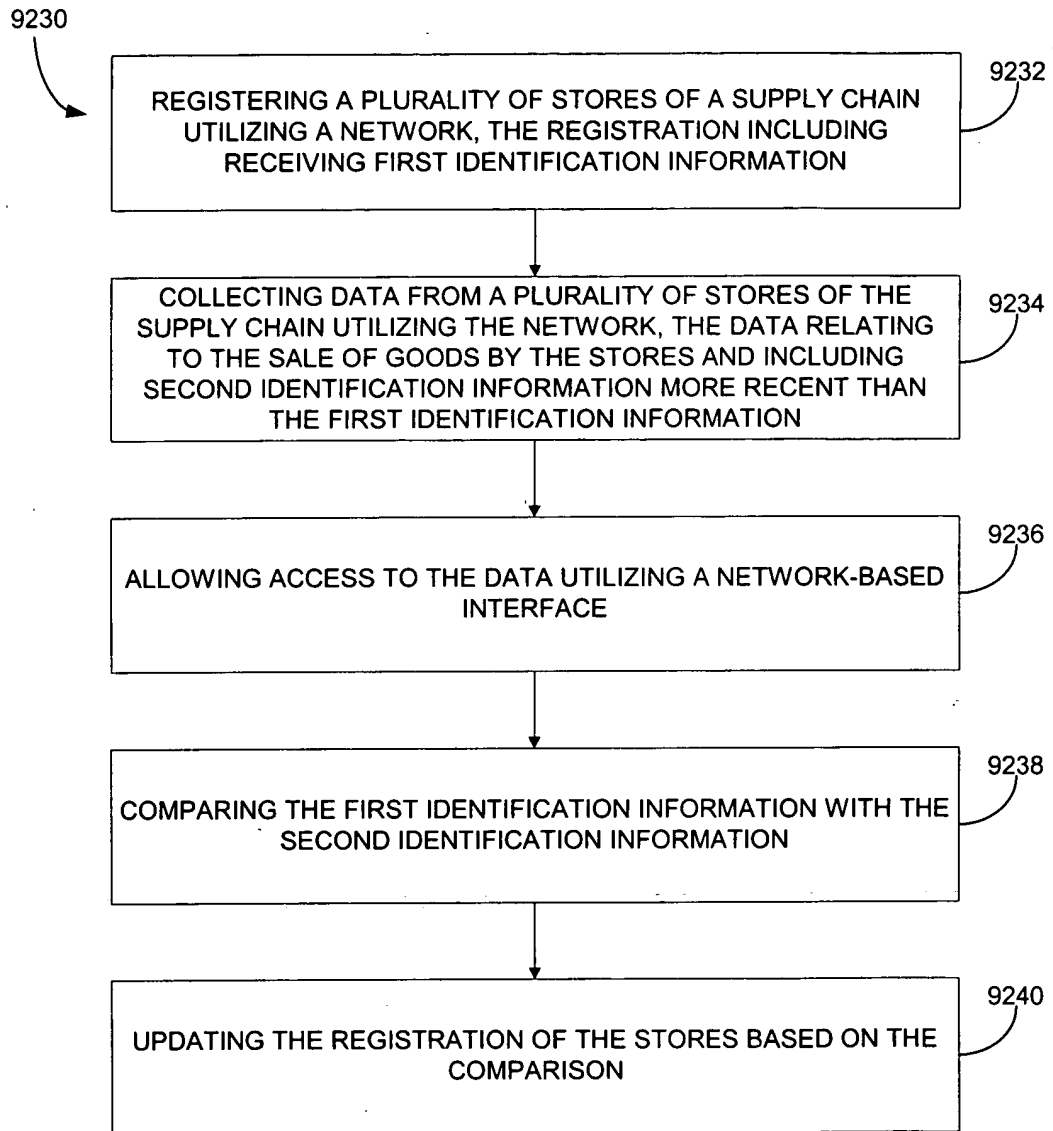 9230
9232
REGISTERING A PLURALITY OF STORES OF A SUPPLY CHAIN
UTILIZING A NETWORK, THE REGISTRATION INCLUDING
RECEIVING FIRST IDENTIFICATION INFORMATION
9234
COLLECTING DATA FROM A PLURALITY OF STORES OF THE
SUPPLY CHAIN UTILIZING THE NETWORK, THE DATA RELATING
TO THE SALE OF GOODS BY THE STORES AND INCLUDING
SECOND IDENTIFICATION INFORMATION MORE RECENT THAN
THE FIRST IDENTIFICATION INFORMATION
9236
ALLOWING ACCESS TO THE DATA UTILIZING A NETWORK-BASED
INTERFACE
9238
COMPARING THE FIRST IDENTIFICATION INFORMATION WITH THE
SECOND IDENTIFICATION INFORMATION
9240
UPDATING THE REGISTRATION OF THE STORES BASED ON THE
COMPARISON